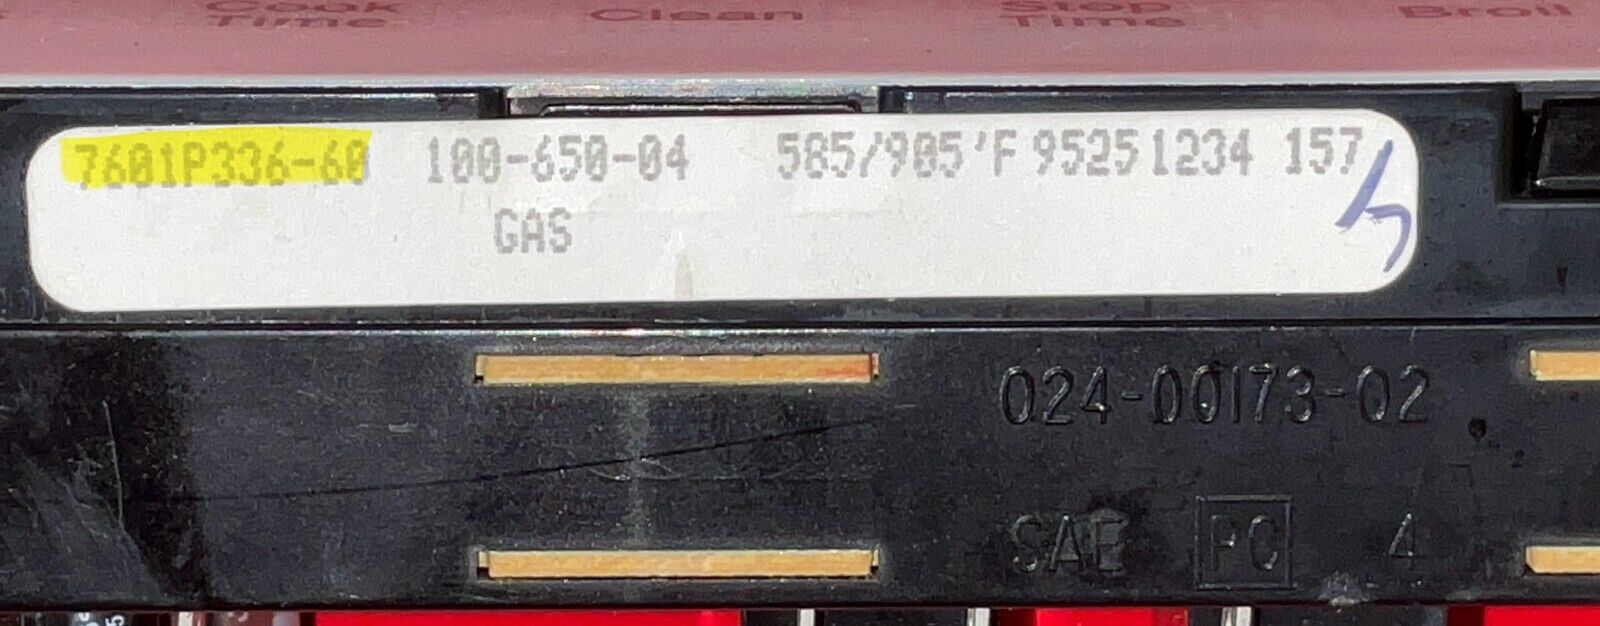 Cook Time Clean Stop Time Broil
7601P336-60 100-650-04 585/905'F 95251234 157
GAS
4
024-00173-02
SAE PC 4